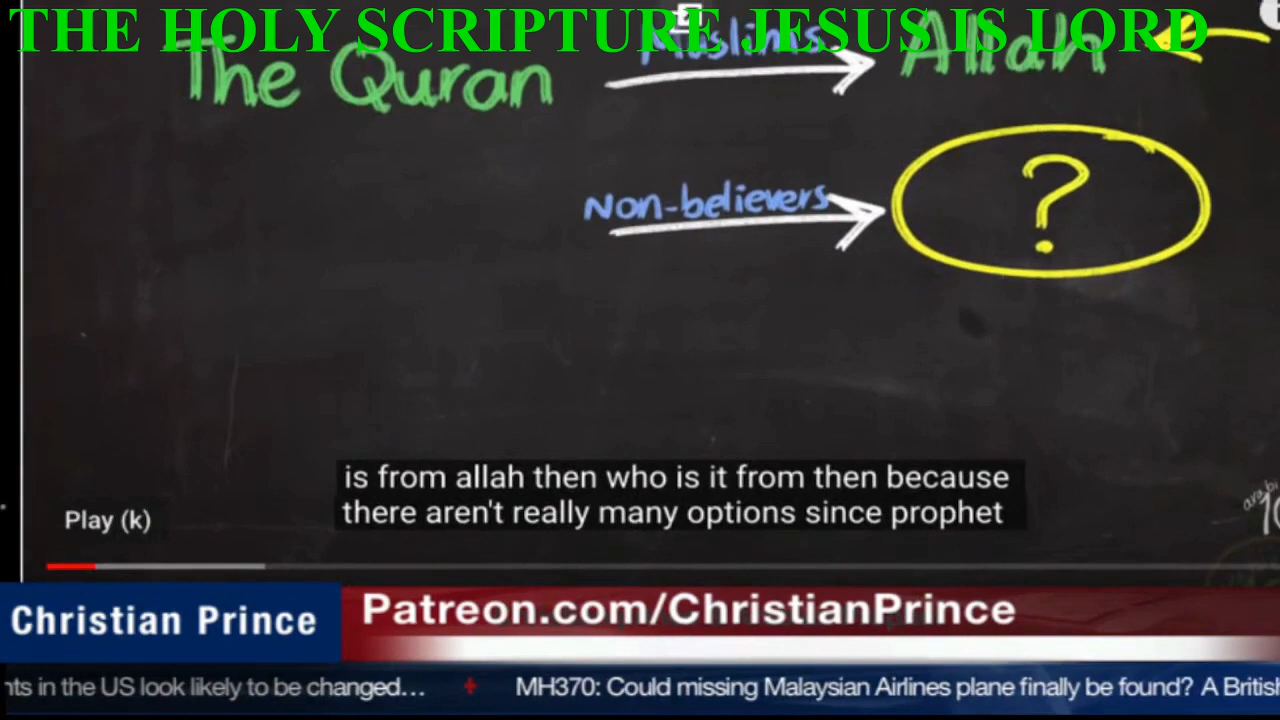 THE HOLY SCRIPTURE JESUS IS LORD
The Quran Muslims Allah
Non-believers ?
is from allah then who is it from then because
there aren't really many options since prophet
Play (k)
Christian Prince
Patreon.com/ChristianPrince
nts in the US look likely to be changed... MH370: Could missing Malaysian Airlines plane finally be found? A British